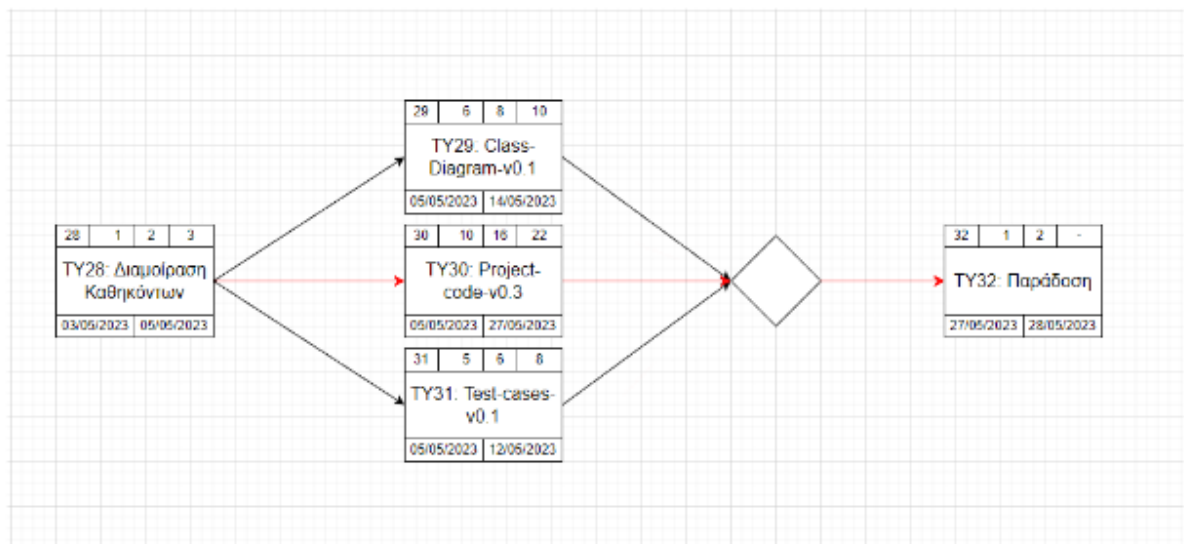 29 6 8 10
TY29: Class-
Diagram-v0.1
05/05/2023 14/05/2023
28 1 2 3
ΤΥ28: Διαμοίραση
Καθηκόντων
03/05/2023 05/05/2023
30 10 16 22
TY30: Project-
code-v0.3
05/05/2023 27/05/2023
32 1 2 -
ΤΥ32: Παράδοση
27/05/2023 28/05/2023
31 5 6 8
TY31: Test-cases-
v0.1
05/05/2023 12/05/2023